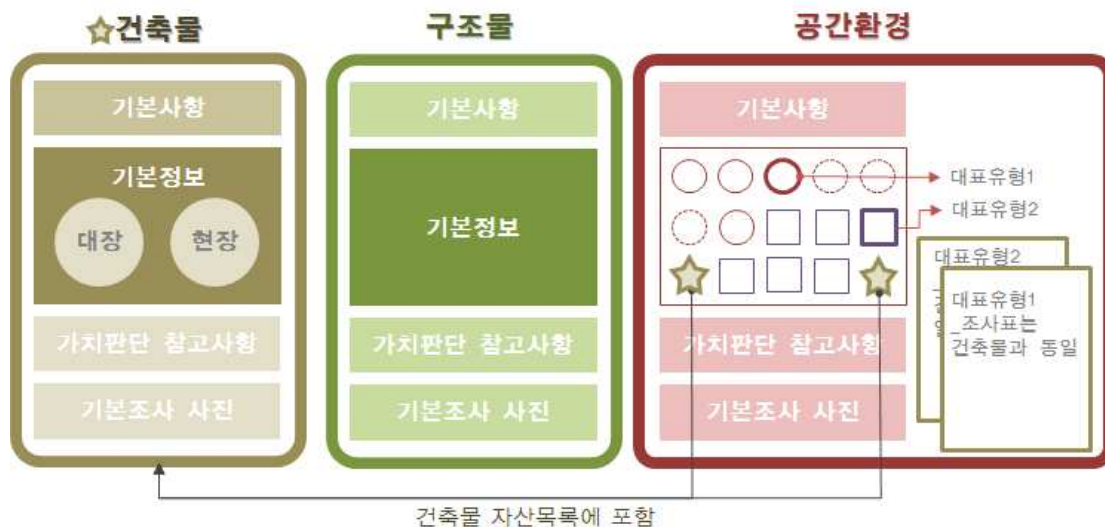 건축물
기본사항
기본정보
대장
현장
가치판단 참고사항
기본조사 사진
구조물
기본사항
기본정보
가치판단 참고사항
기본조사 사진
공간환경
기본사항
대표유형1
대표유형2
가치판단 참고사항
기본조사 사진
대표유형2
대표유형1
_조사표는
건축물과 동일
건축물 자산목록에 포함